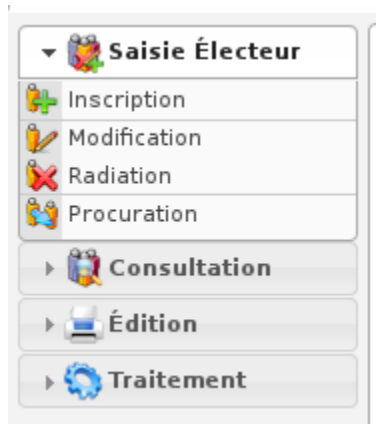 Saisie Électeur
Inscription
Modification
Radiation
Procuration
Consultation
Édition
Traitement